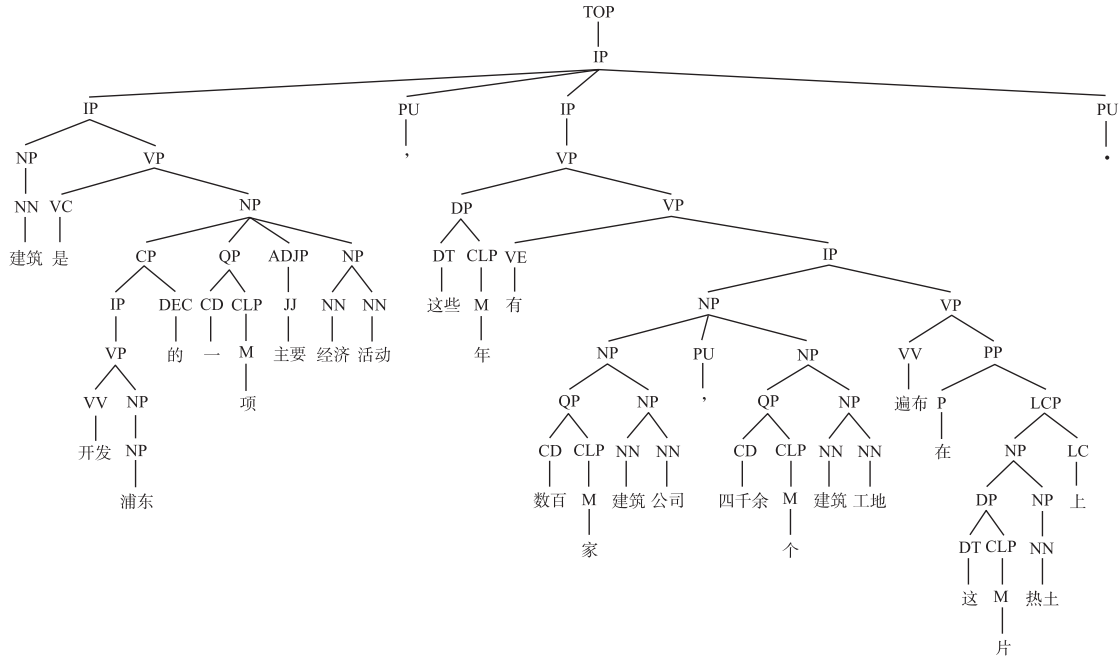 TOP
IP
IP PU IP PU
NP VP , VP .
NN VC NP DP VP
建筑 是 CP QP ADJP NP DT CLP VE IP
IP DEC CD CLP JJ NN NN 这些 M 有 NP VP
VP 的 一 M 主要 经济 活动 年 NP PU NP VV PP
VV NP 项 QP NP , QP NP 遍布 P LCP
开发 NP CD CLP NN NN CD CLP NN NN 在 NP LC
浦东 数百 M 建筑 公司 四千余 M 建筑 工地 DP NP 上
家 个 DT CLP NN
这 M 热土
片